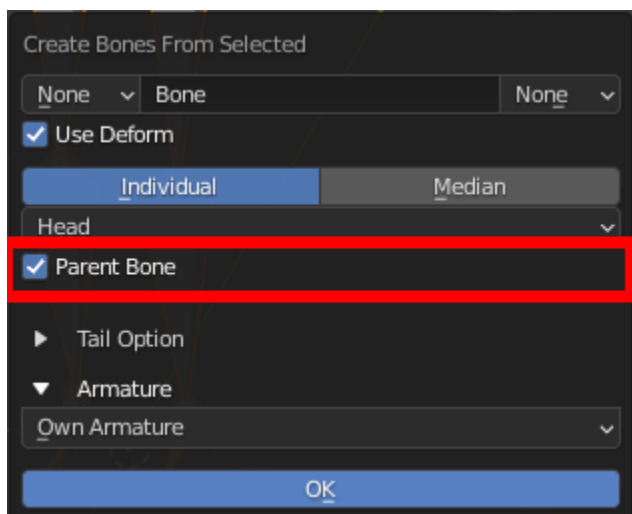 Create Bones From Selected
None Bone None
Use Deform
Individual Median
Head
Parent Bone
Tail Option
Armature
Own Armature
OK